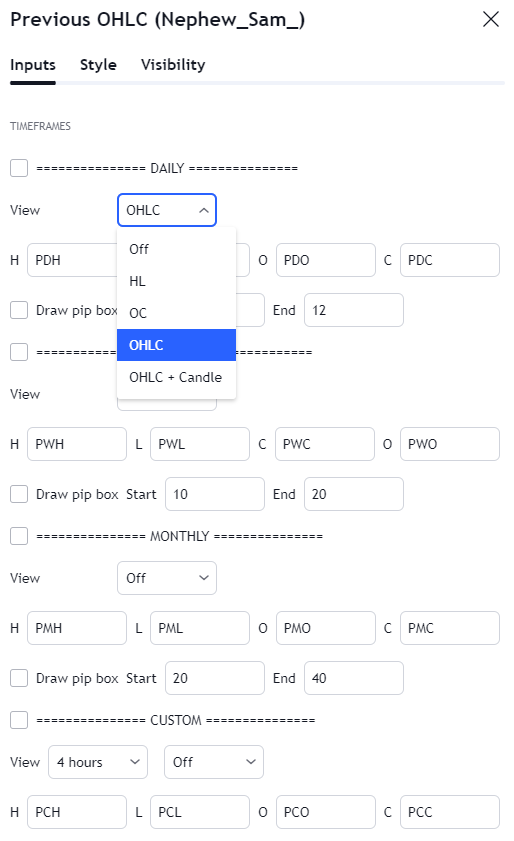 Previous OHLC (Nephew_Sam_)
Inputs Style Visibility
TIMEFRAMES
=============== DAILY ===============
View OHLC
Off
HL
OC
OHLC
OHLC + Candle
H PDH O PDO C PDC
Draw pip box End 12
View
H PWH L PWL C PWC O PWO
Draw pip box Start 10 End 20
=============== MONTHLY ===============
View Off
H PMH L PML O PMO C PMC
Draw pip box Start 20 End 40
=============== CUSTOM ===============
View 4 hours Off
H PCH L PCL O PCO C PCC